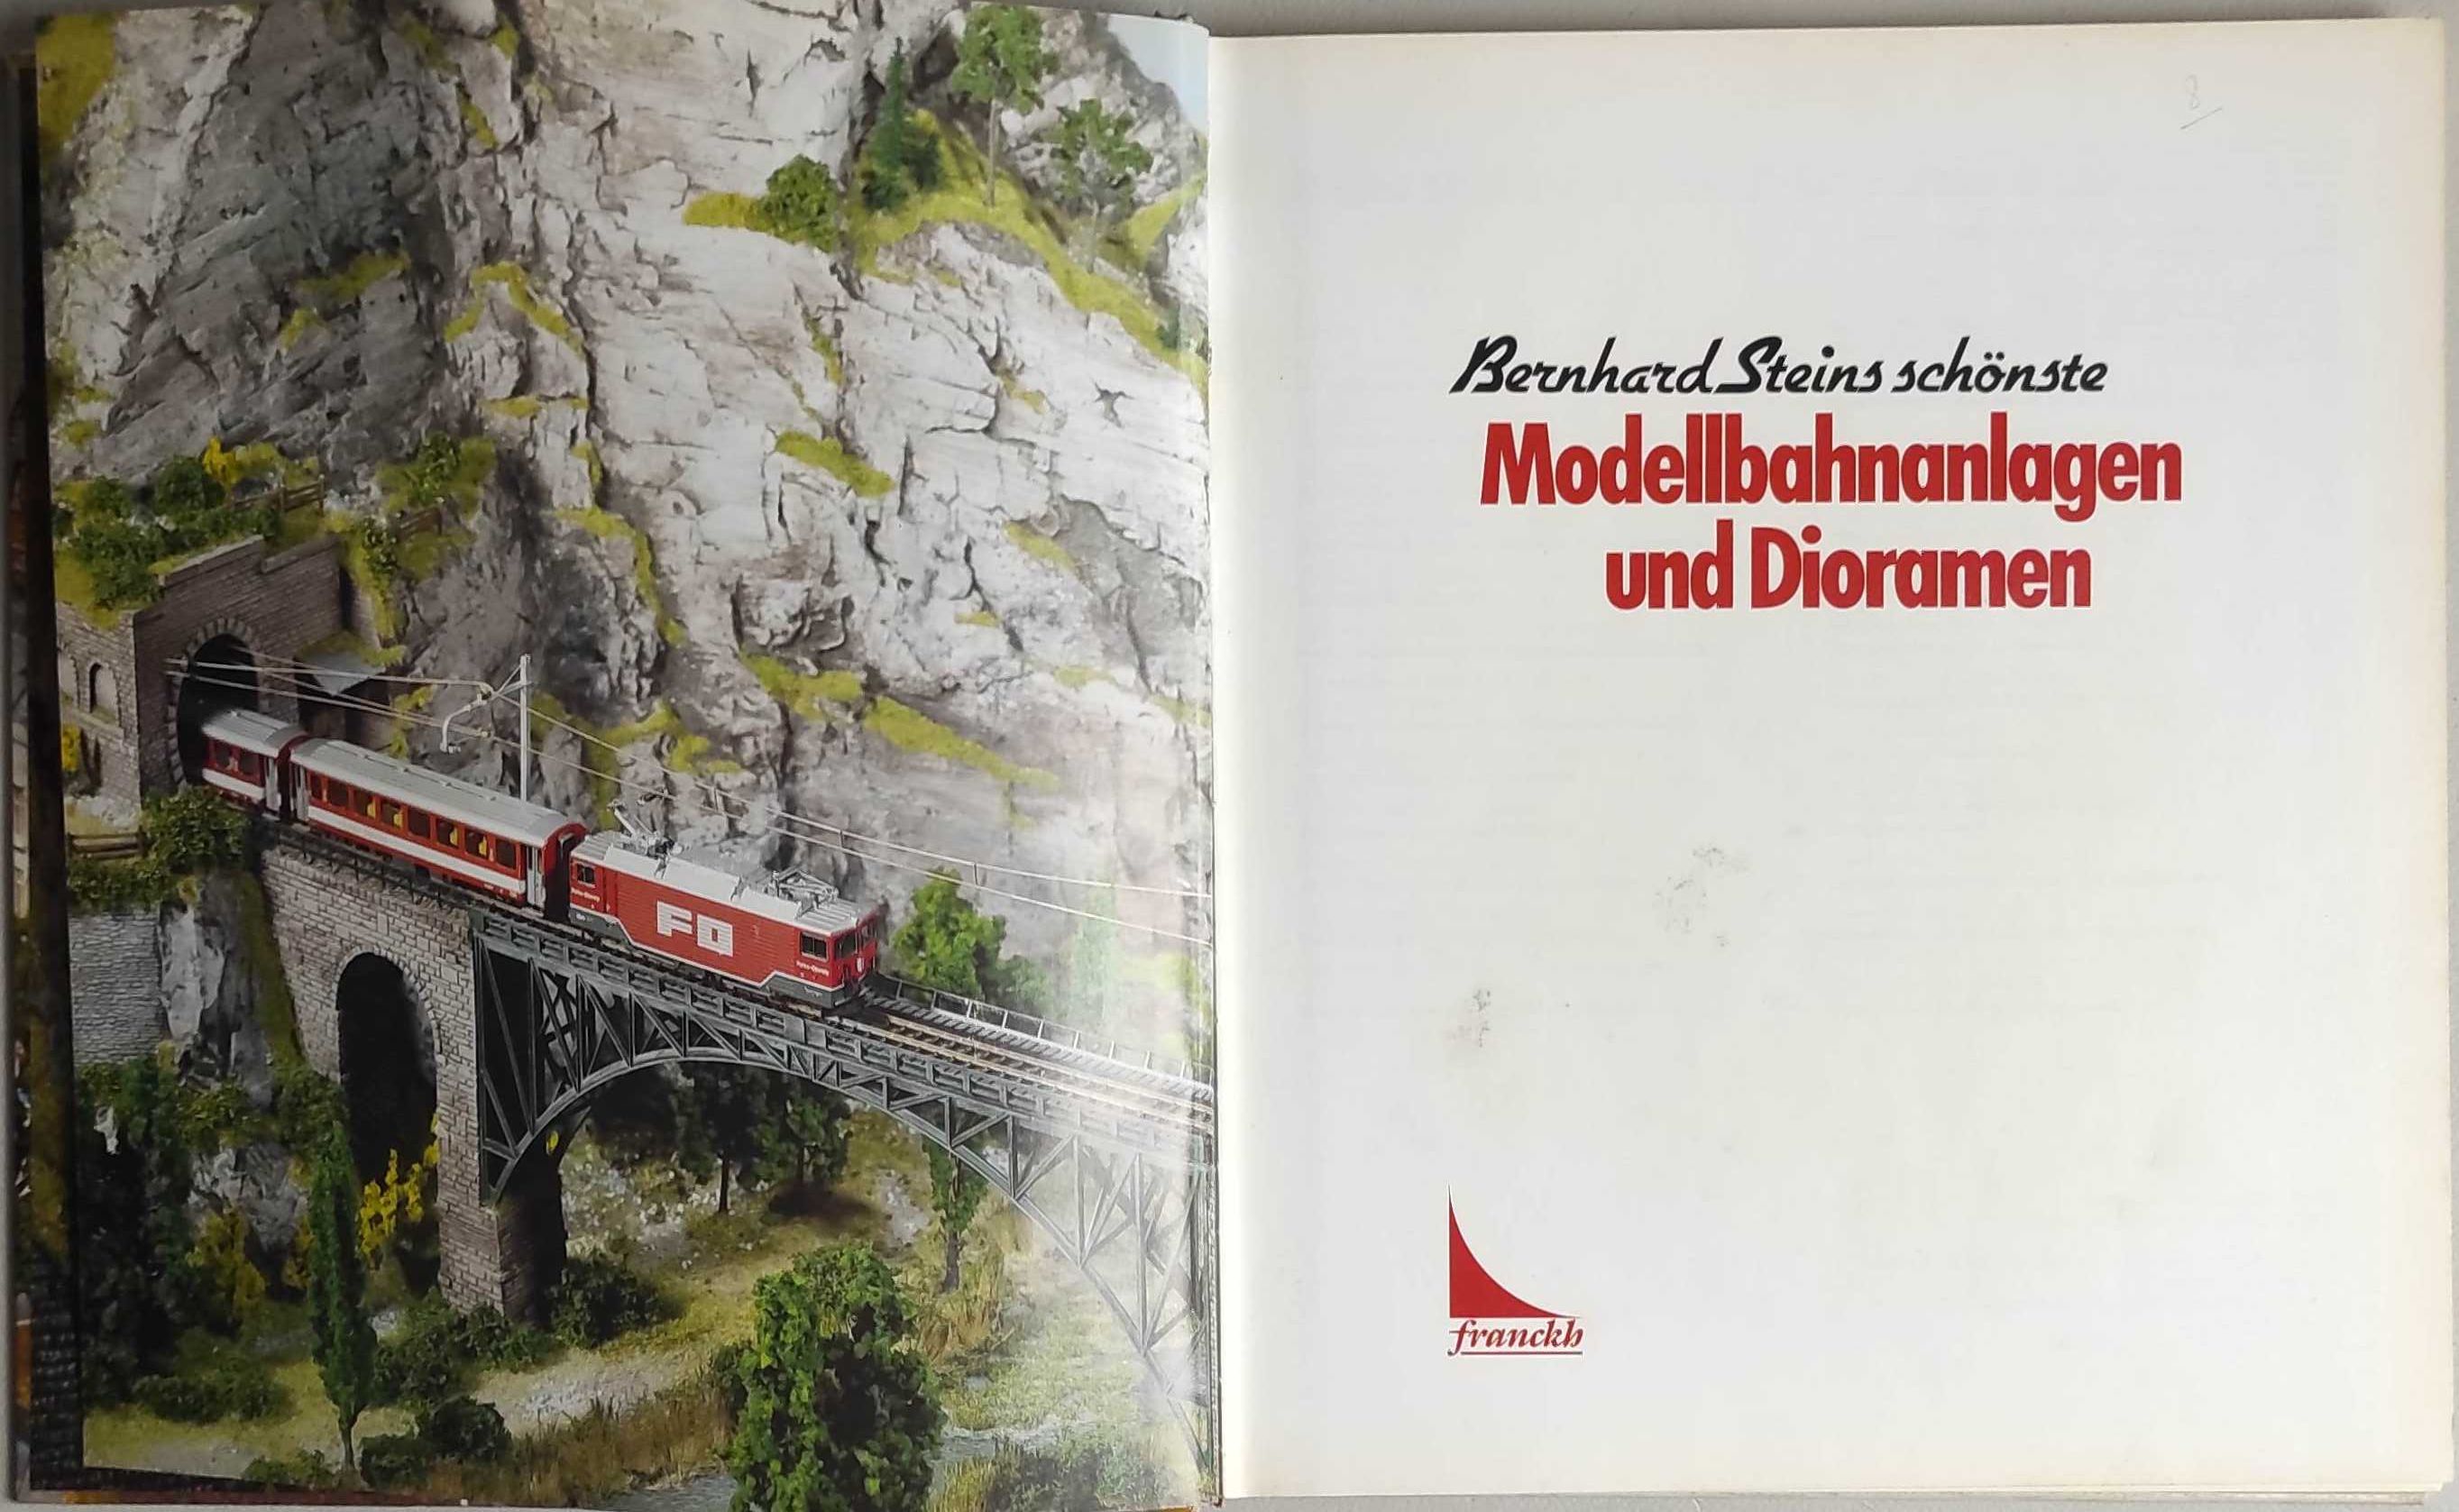 FO
8
Bernhard Steins schönste
Modellbahnanlagen
und Dioramen
franckh